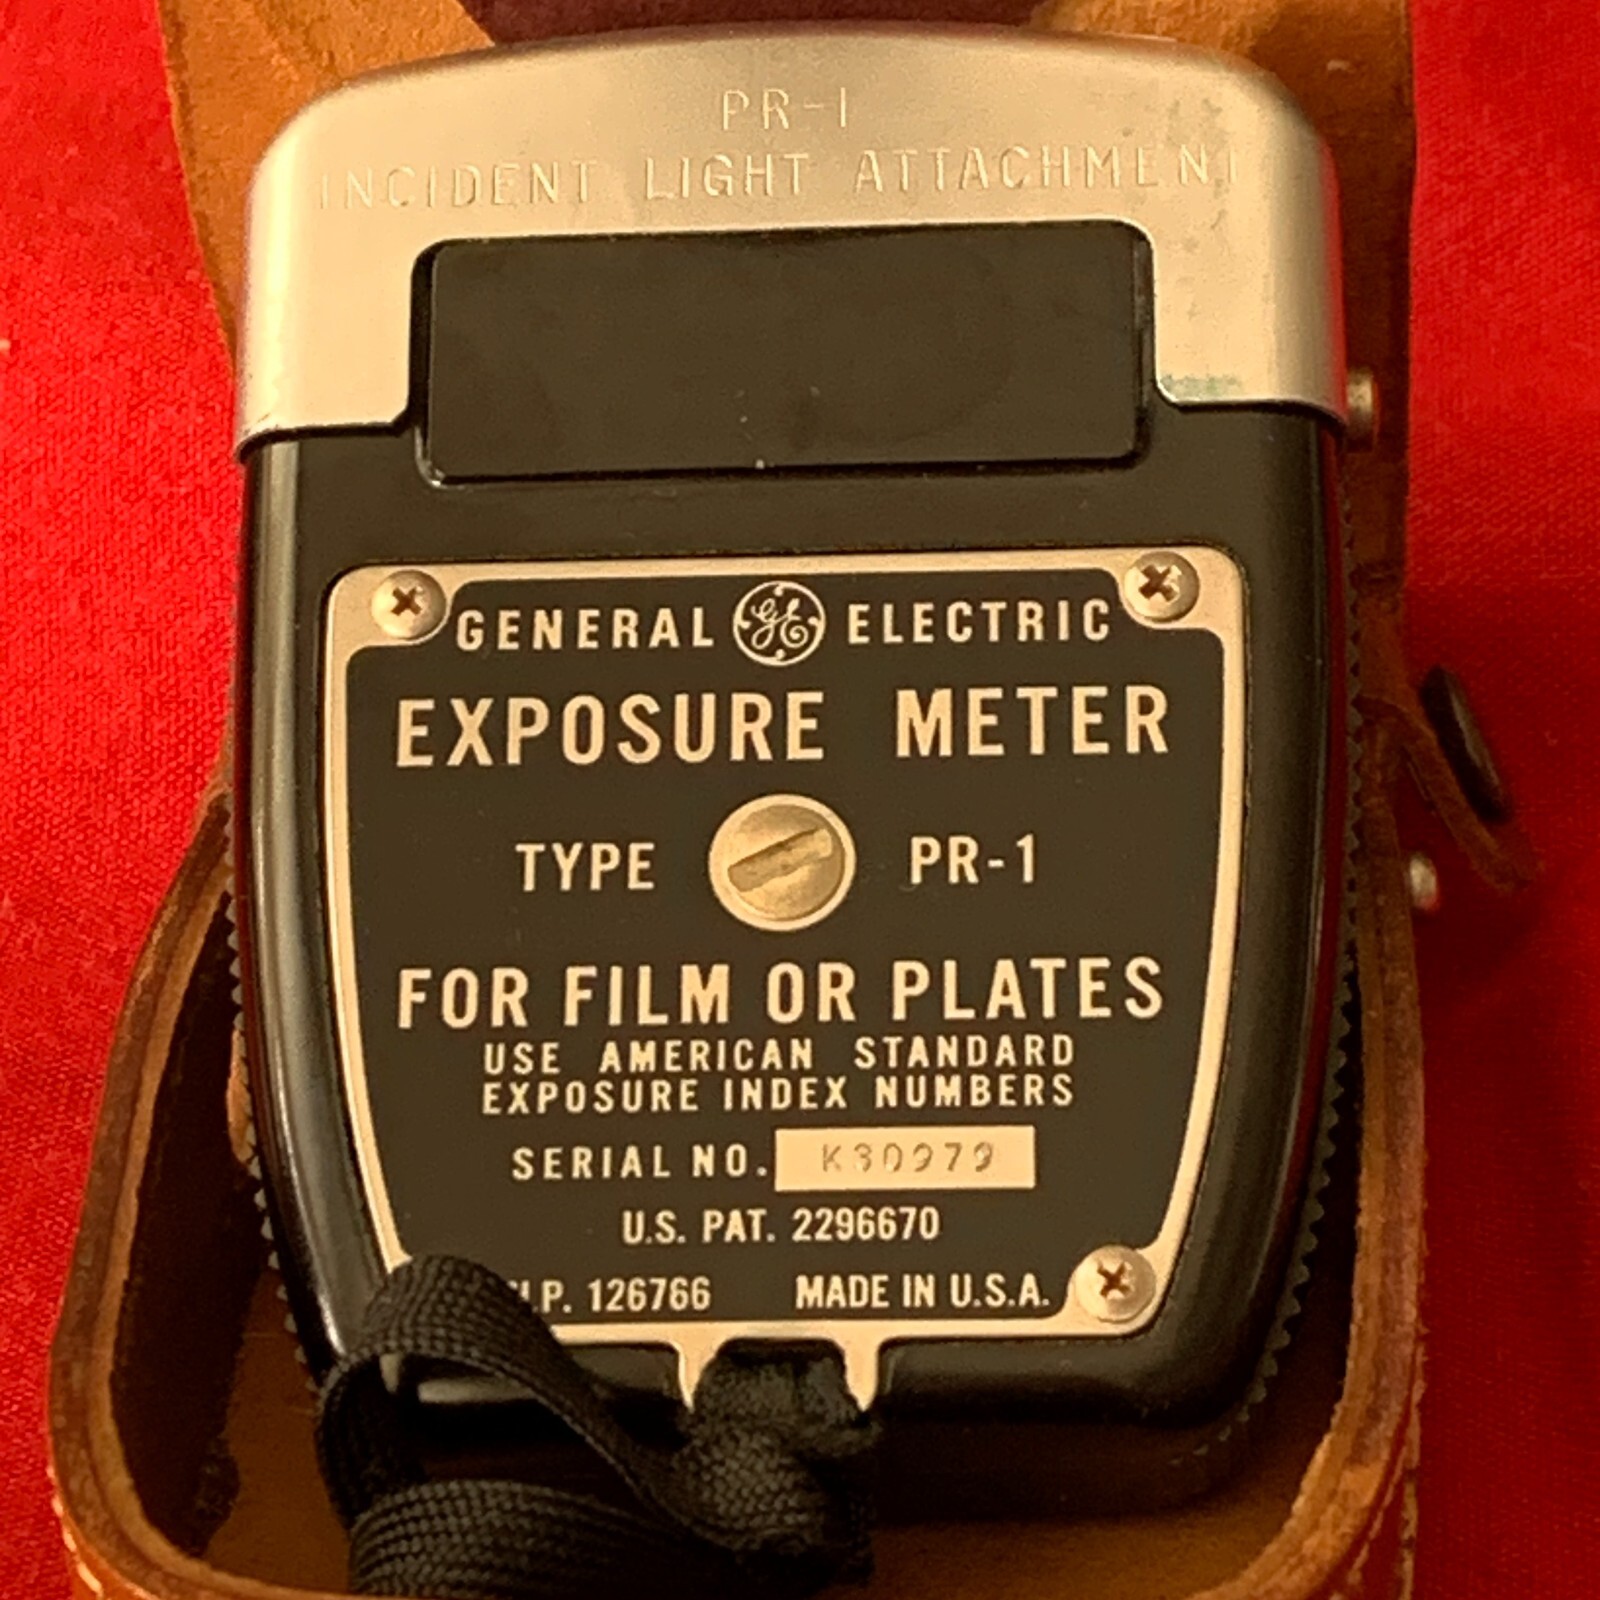 PR-1
INCIDENT LIGHT ATTACHMENT
GENERAL GE ELECTRIC
EXPOSURE METER
TYPE PR-1
FOR FILM OR PLATES
USE AMERICAN STANDARD
EXPOSURE INDEX NUMBERS
SERIAL NO. K30979
U.S. PAT. 2296670
126766 MADE IN U.S.A.